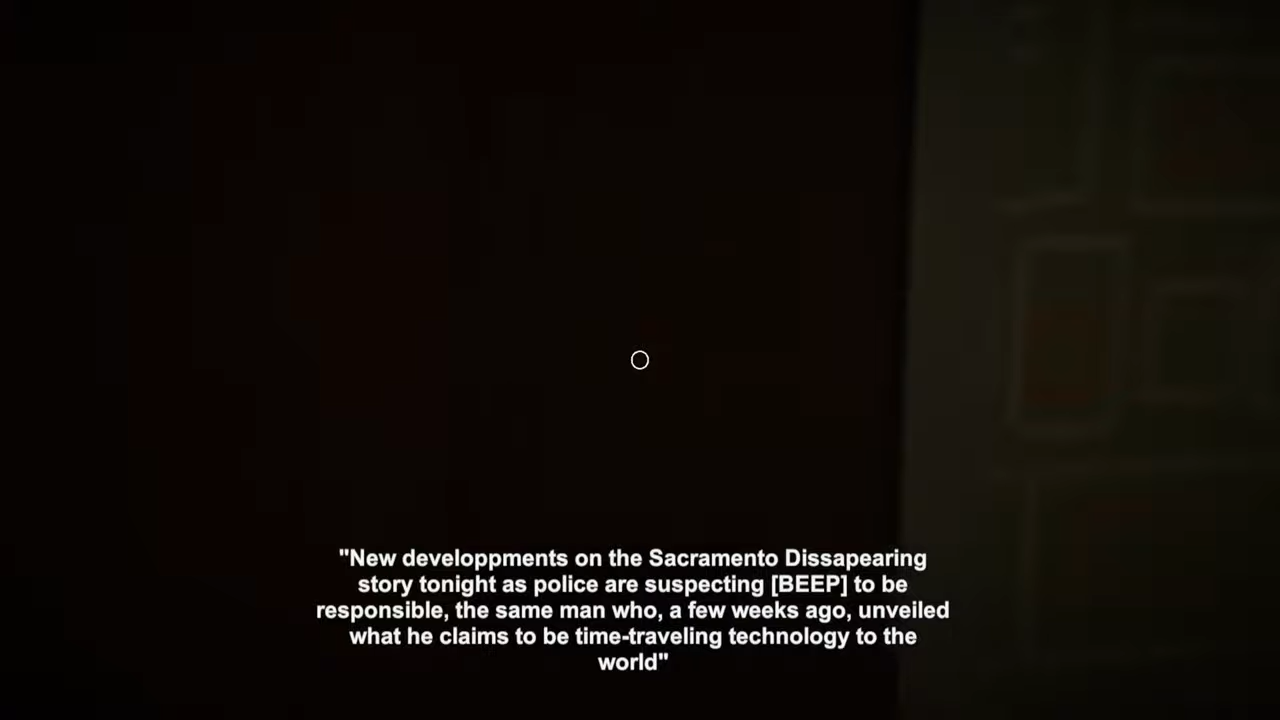 "New developpments on the Sacramento Dissapearing
story tonight as police are suspecting [BEEP] to be
responsible, the same man who, a few weeks ago, unveiled
what he claims to be time-traveling technology to the
world"